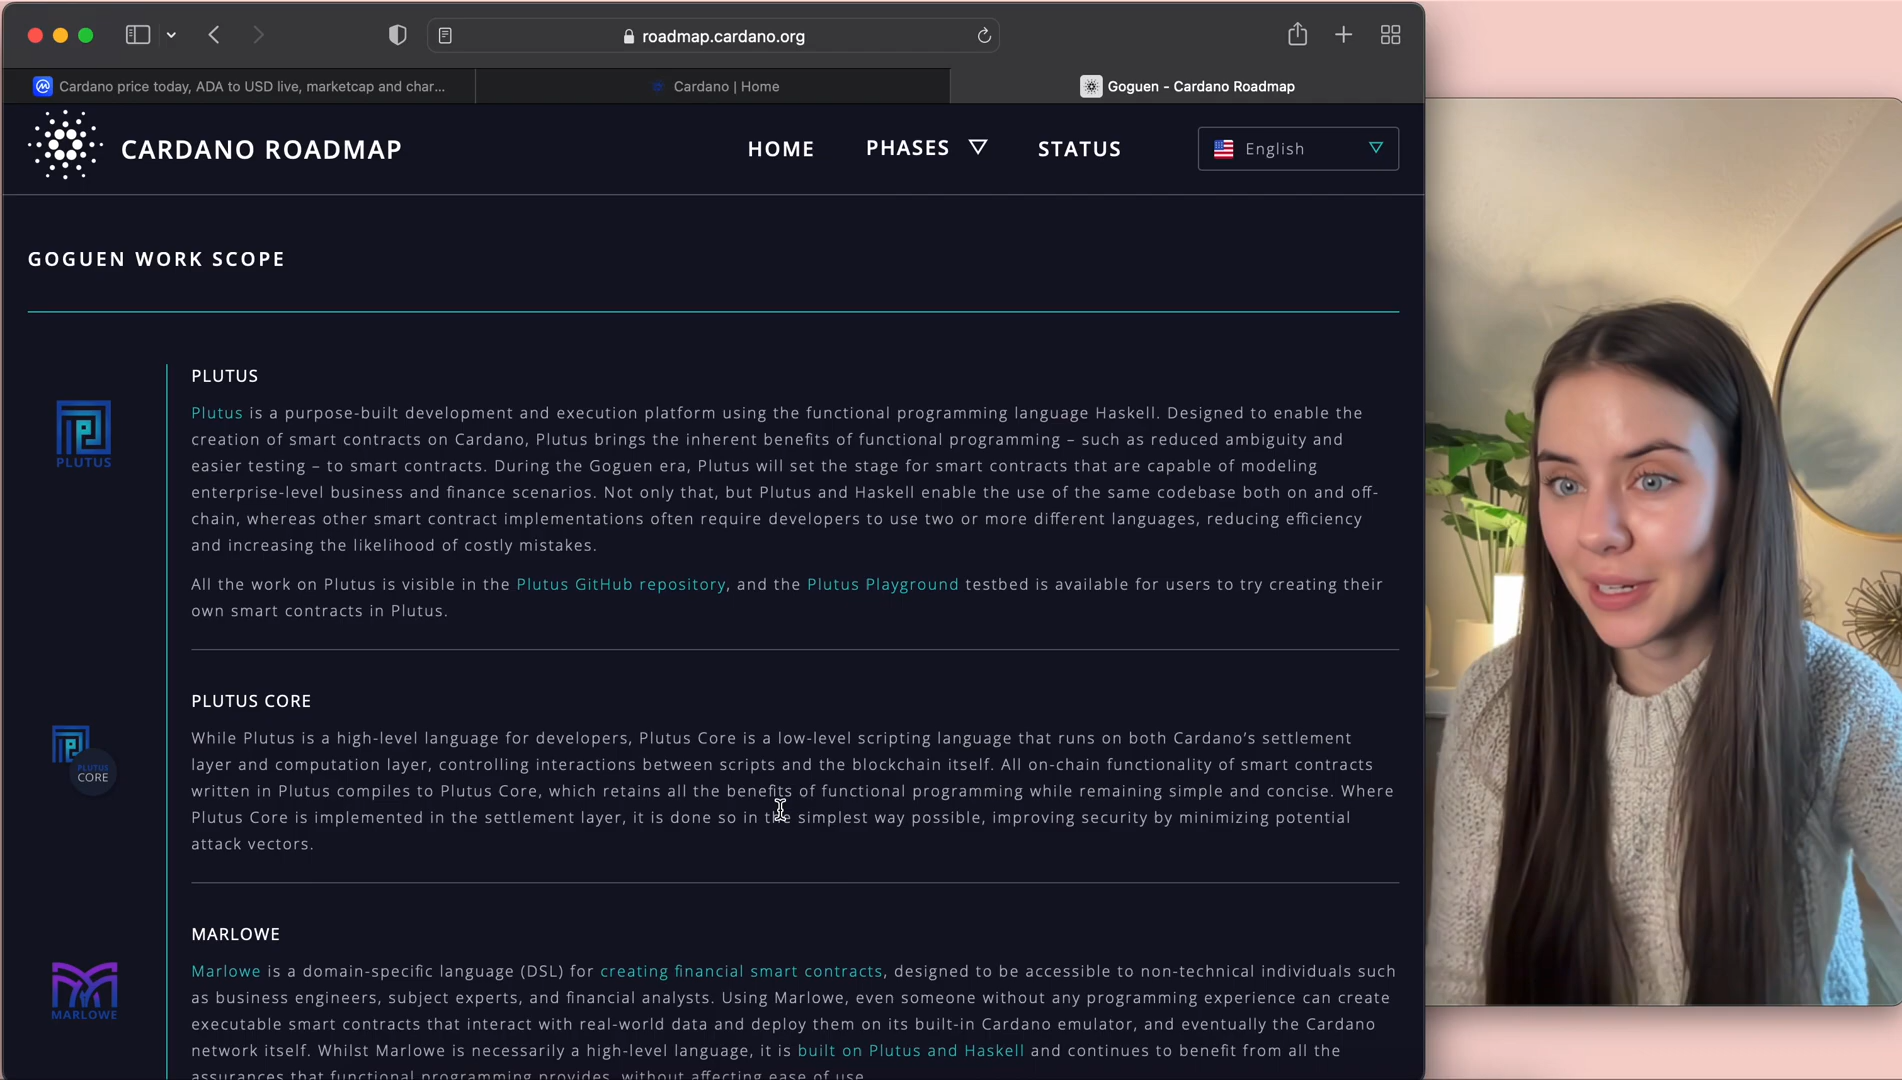 roadmap.cardano.org
Cardano price today, ADA to USD live, marketcap and char...
Cardano | Home
Goguen - Cardano Roadmap
CARDANO ROADMAP
HOME
PHASES
STATUS
English
GOGUEN WORK SCOPE
PLUTUS
PLUTUS
Plutus is a purpose-built development and execution platform using the functional programming language Haskell. Designed to enable the
creation of smart contracts on Cardano, Plutus brings the inherent benefits of functional programming – such as reduced ambiguity and
easier testing – to smart contracts. During the Goguen era, Plutus will set the stage for smart contracts that are capable of modeling
enterprise-level business and finance scenarios. Not only that, but Plutus and Haskell enable the use of the same codebase both on and off-
chain, whereas other smart contract implementations often require developers to use two or more different languages, reducing efficiency
and increasing the likelihood of costly mistakes.
All the work on Plutus is visible in the Plutus GitHub repository, and the Plutus Playground testbed is available for users to try creating their
own smart contracts in Plutus.
PLUTUS CORE
PLUTUS
CORE
While Plutus is a high-level language for developers, Plutus Core is a low-level scripting language that runs on both Cardano's settlement
layer and computation layer, controlling interactions between scripts and the blockchain itself. All on-chain functionality of smart contracts
written in Plutus compiles to Plutus Core, which retains all the benefits of functional programming while remaining simple and concise. Where
Plutus Core is implemented in the settlement layer, it is done so in the simplest way possible, improving security by minimizing potential
attack vectors.
MARLOWE
MARLOWE
Marlowe is a domain-specific language (DSL) for creating financial smart contracts, designed to be accessible to non-technical individuals such
as business engineers, subject experts, and financial analysts. Using Marlowe, even someone without any programming experience can create
executable smart contracts that interact with real-world data and deploy them on its built-in Cardano emulator, and eventually the Cardano
network itself. Whilst Marlowe is necessarily a high-level language, it is built on Plutus and Haskell and continues to benefit from all the
assurances that functional programming provides, without affecting ease of use.